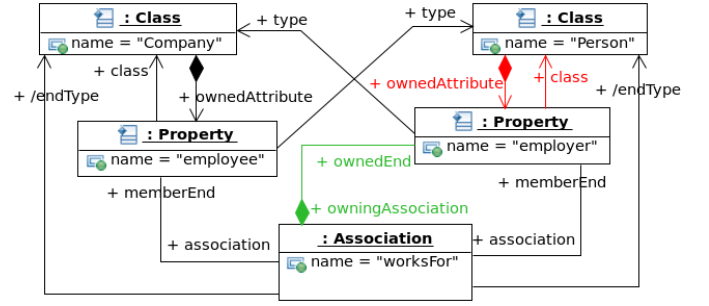 : Class
name = "Company"
+ type
+ type
: Class
name = "Person"
+ class
+ /endType
+ ownedAttribute
+ ownedAttribute
+ class
+ /endType
: Property
name = "employee"
: Property
name = "employer"
+ ownedEnd
+ memberEnd
+ memberEnd
+ owningAssociation
+ association
: Association
name = "worksFor"
+ association